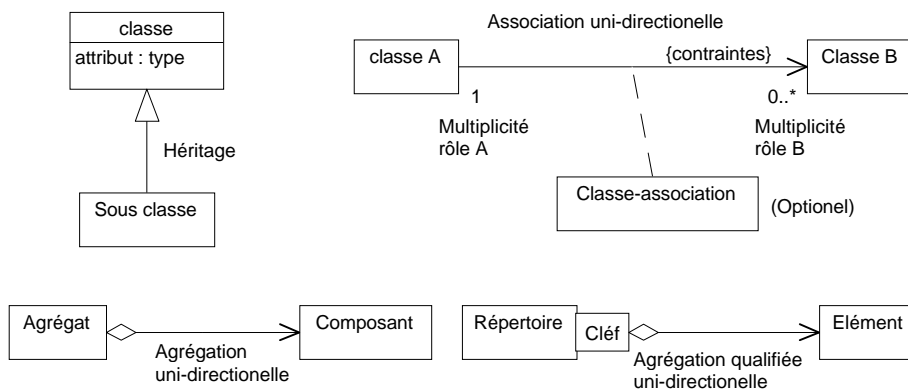 classe
attribut : type
Héritage
Sous classe
Association uni-directionelle
classe A
{contraintes}
Classe B
1
0..*
Multiplicité
rôle A
Multiplicité
rôle B
Classe-association
(Optionel)
Agrégat
Composant
Agrégation
uni-directionelle
Répertoire
Cléf
Elément
Agrégation qualifiée
uni-directionelle